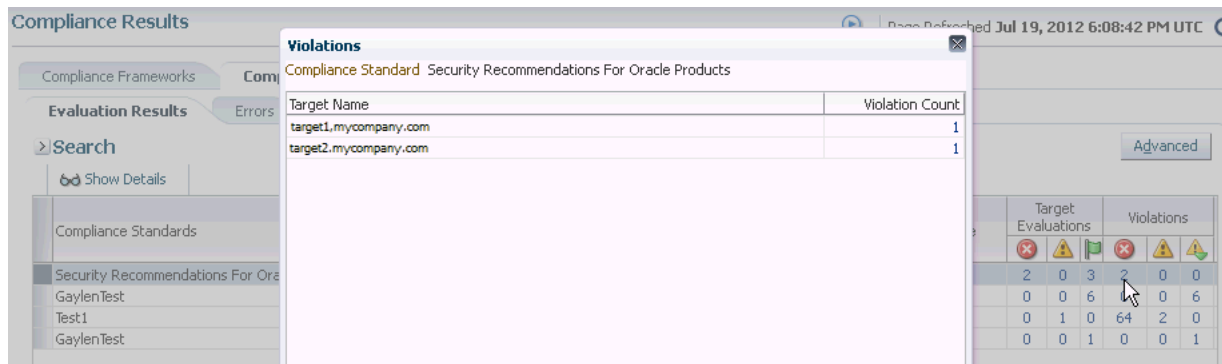 Compliance Results
Page Refreshed Jul 19, 2012 6:08:42 PM UTC
Violations
Compliance Standard Security Recommendations For Oracle Products
Target Name Violation Count
target1,mycompany.com 1
target2.mycompany.com 1
Compliance Frameworks
Evaluation Results Errors
Search
Advanced
Show Details
Compliance Standards Target Evaluations Violations
Security Recommendations For Ora 2 0 3 2 0 0
GaylenTest 0 0 6 0 6
Test1 0 1 0 64 2 0
GaylenTest 0 0 1 0 0 1